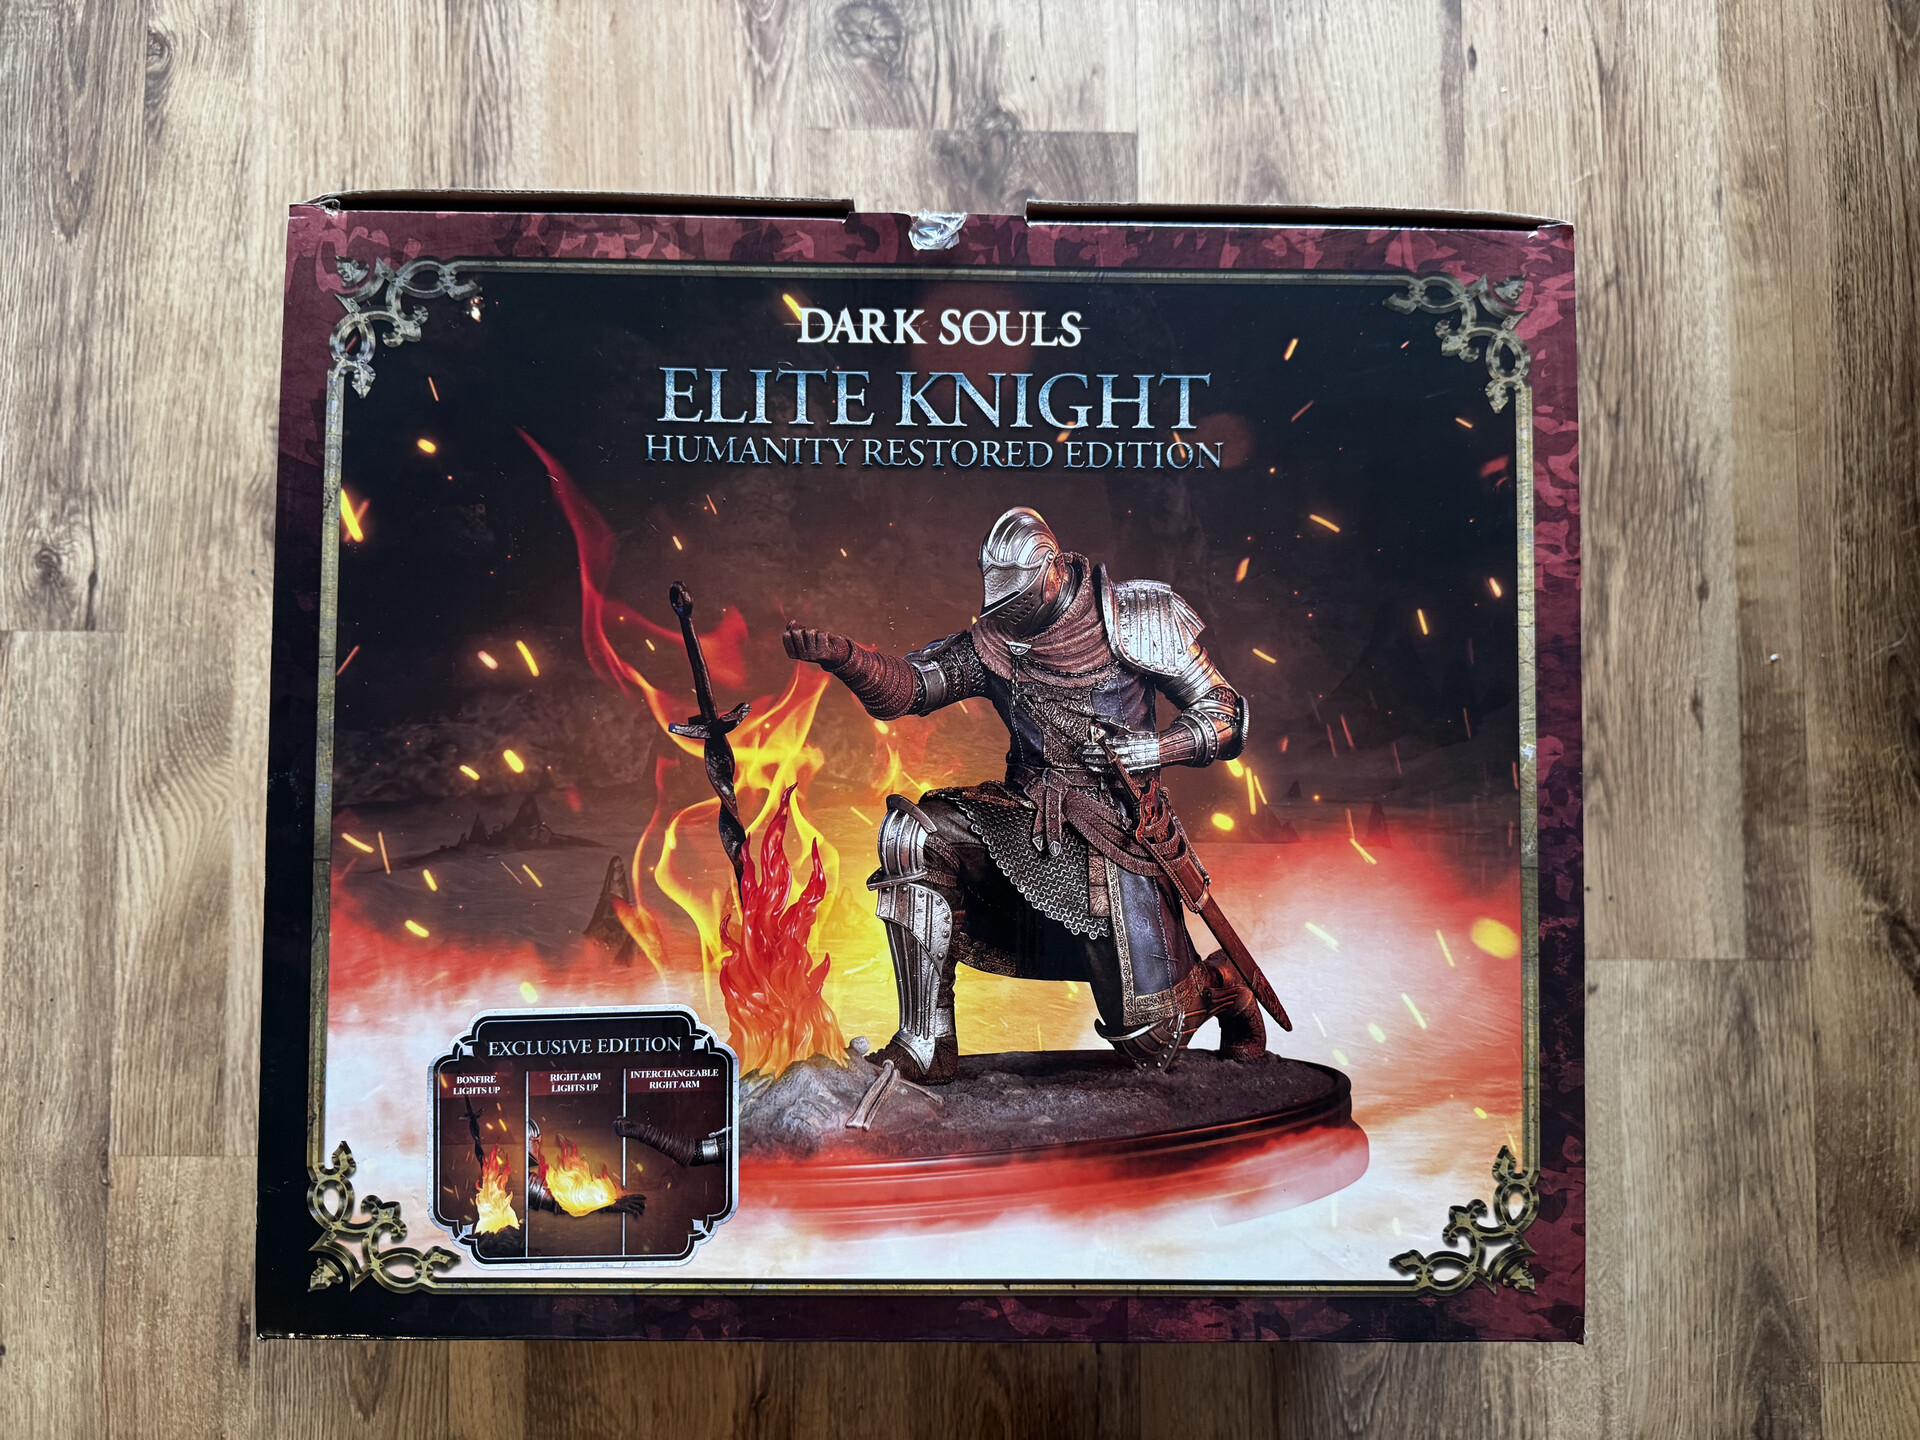 DARK SOULS
ELITE KNIGHT
HUMANITY RESTORED EDITION
EXCLUSIVE EDITION
BONFIRE
LIGHTS UP
RIGHT ARM
LIGHTS UP
INTERCHANGEABLE
RIGHT ARM